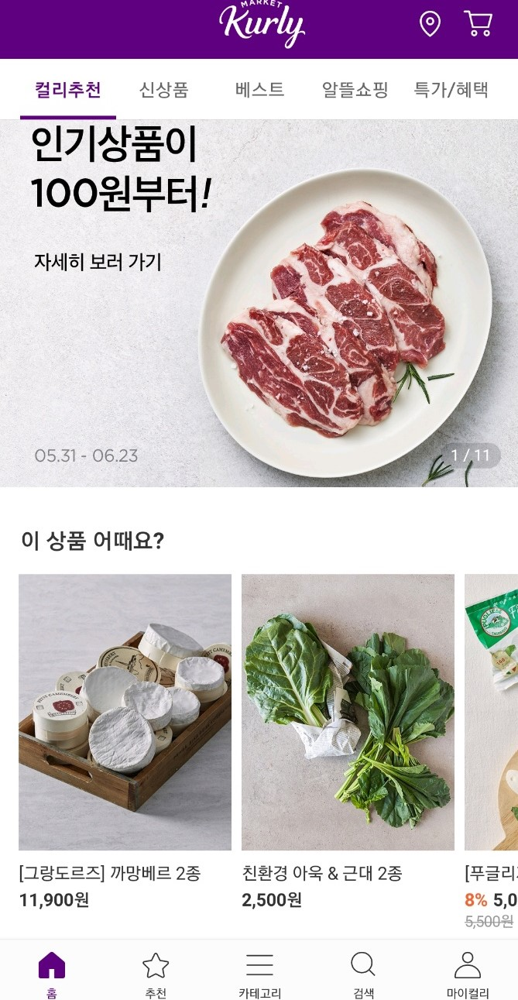 MARKET
Kurly
컬리추천 신상품 베스트 알뜰쇼핑 특가/혜택
인기상품이
100원부터!
자세히 보러 가기
05.31 - 06.23
1 / 11
이 상품 어때요?
PETIT CAMEMBERT
[그랑도르즈] 까망베르 2종
11,900원
친환경 아욱 & 근대 2종
2,500원
[푸글리
8% 5,0
5,500원
홈 추천 카테고리 검색 마이컬리